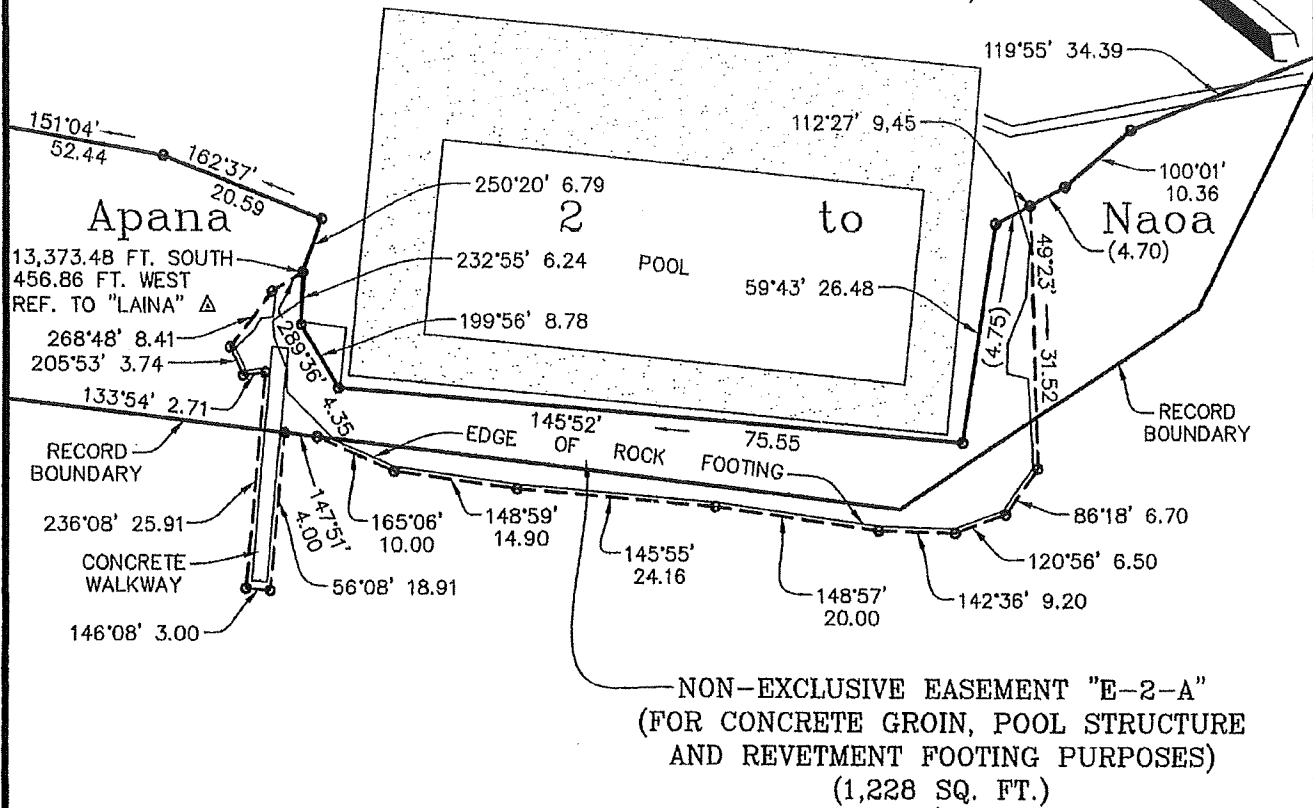 119°55' 34.39
151°04'
52.44
162°37'
20.59
112°27' 9,45
100°01'
10.36
250°20' 6.79
Apana 2 to Naoa
(4.70)
13,373.48 FT. SOUTH
456.86 FT. WEST
REF. TO "LAINA" △
232°55' 6.24
POOL
59°43' 26.48
49°23'
31.52
(4.75)
199°56' 8.78
268°48' 8.41
205°53' 3.74
289°36'
4.35
133°54' 2.71
145°52'
75.55
EDGE OF ROCK FOOTING
RECORD
BOUNDARY
RECORD
BOUNDARY
236°08' 25.91
CONCRETE
WALKWAY
147°51'
4.00
165°06'
10.00
148°59'
14.90
145°55'
24.16
148°57'
20.00
86°18' 6.70
120°56' 6.50
142°36' 9.20
56°08' 18.91
146°08' 3.00
NON-EXCLUSIVE EASEMENT "E-2-A"
(FOR CONCRETE GROIN, POOL STRUCTURE
AND REVETMENT FOOTING PURPOSES)
(1,228 SQ. FT.)